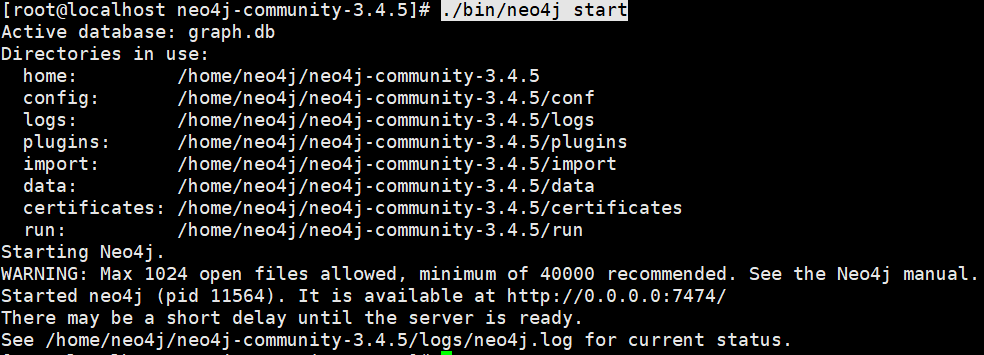 [root@localhost neo4j-community-3.4.5]# ./bin/neo4j start
Active database: graph.db
Directories in use:
  home:         /home/neo4j/neo4j-community-3.4.5
  config:       /home/neo4j/neo4j-community-3.4.5/conf
  logs:         /home/neo4j/neo4j-community-3.4.5/logs
  plugins:      /home/neo4j/neo4j-community-3.4.5/plugins
  import:       /home/neo4j/neo4j-community-3.4.5/import
  data:         /home/neo4j/neo4j-community-3.4.5/data
  certificates: /home/neo4j/neo4j-community-3.4.5/certificates
  run:          /home/neo4j/neo4j-community-3.4.5/run
Starting Neo4j.
WARNING: Max 1024 open files allowed, minimum of 40000 recommended. See the Neo4j manual.
Started neo4j (pid 11564). It is available at http://0.0.0.0:7474/
There may be a short delay until the server is ready.
See /home/neo4j/neo4j-community-3.4.5/logs/neo4j.log for current status.